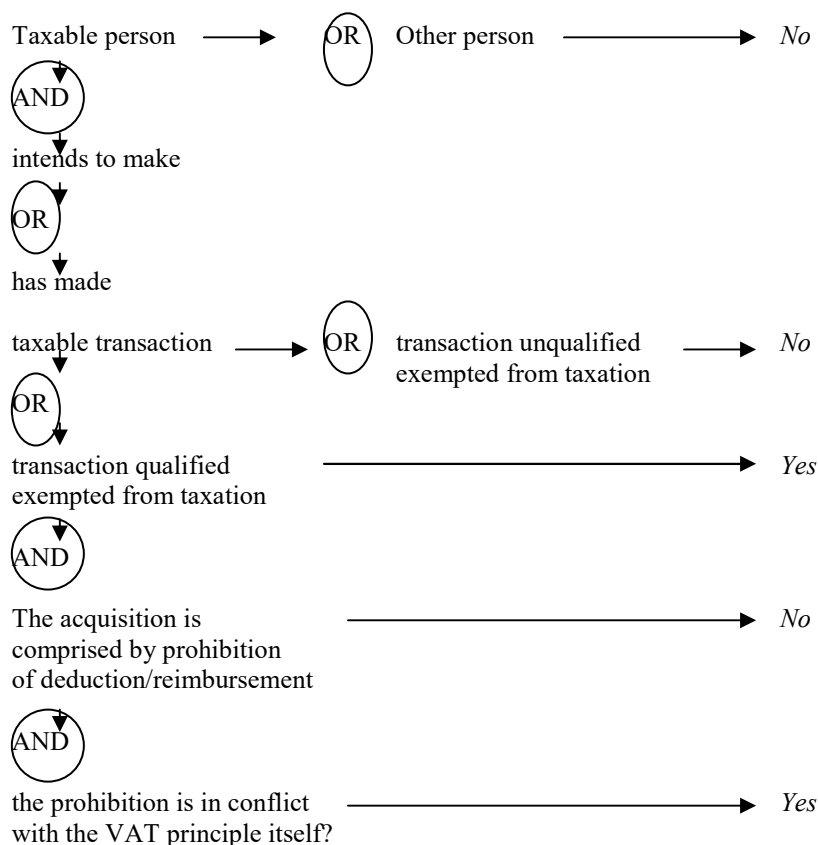 Taxable person OR Other person No
AND
intends to make
OR
has made
taxable transaction OR transaction unqualified No
exempted from taxation
OR
transaction qualified Yes
exempted from taxation
AND
The acquisition is No
comprised by prohibition
of deduction/reimbursement
AND
the prohibition is in conflict Yes
with the VAT principle itself?